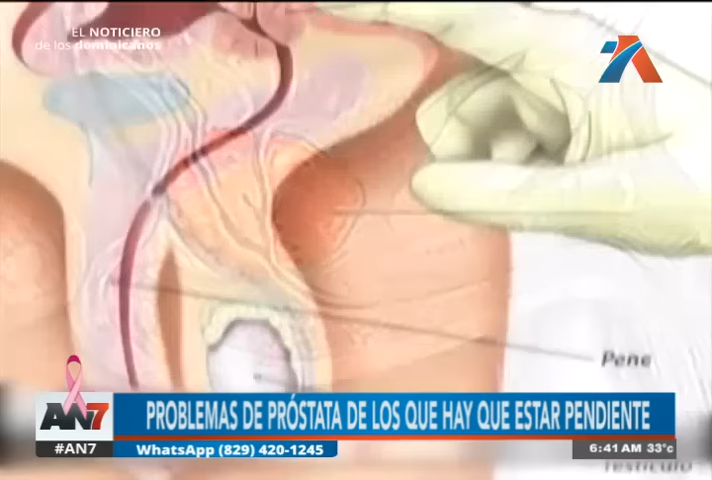 EL NOTICIERO
de los dominicanos
Pene
AN7
PROBLEMAS DE PRÓSTATA DE LOS QUE HAY QUE ESTAR PENDIENTE
#AN7
WhatsApp (829) 420-1245
6:41 AM 33°c
Testículo